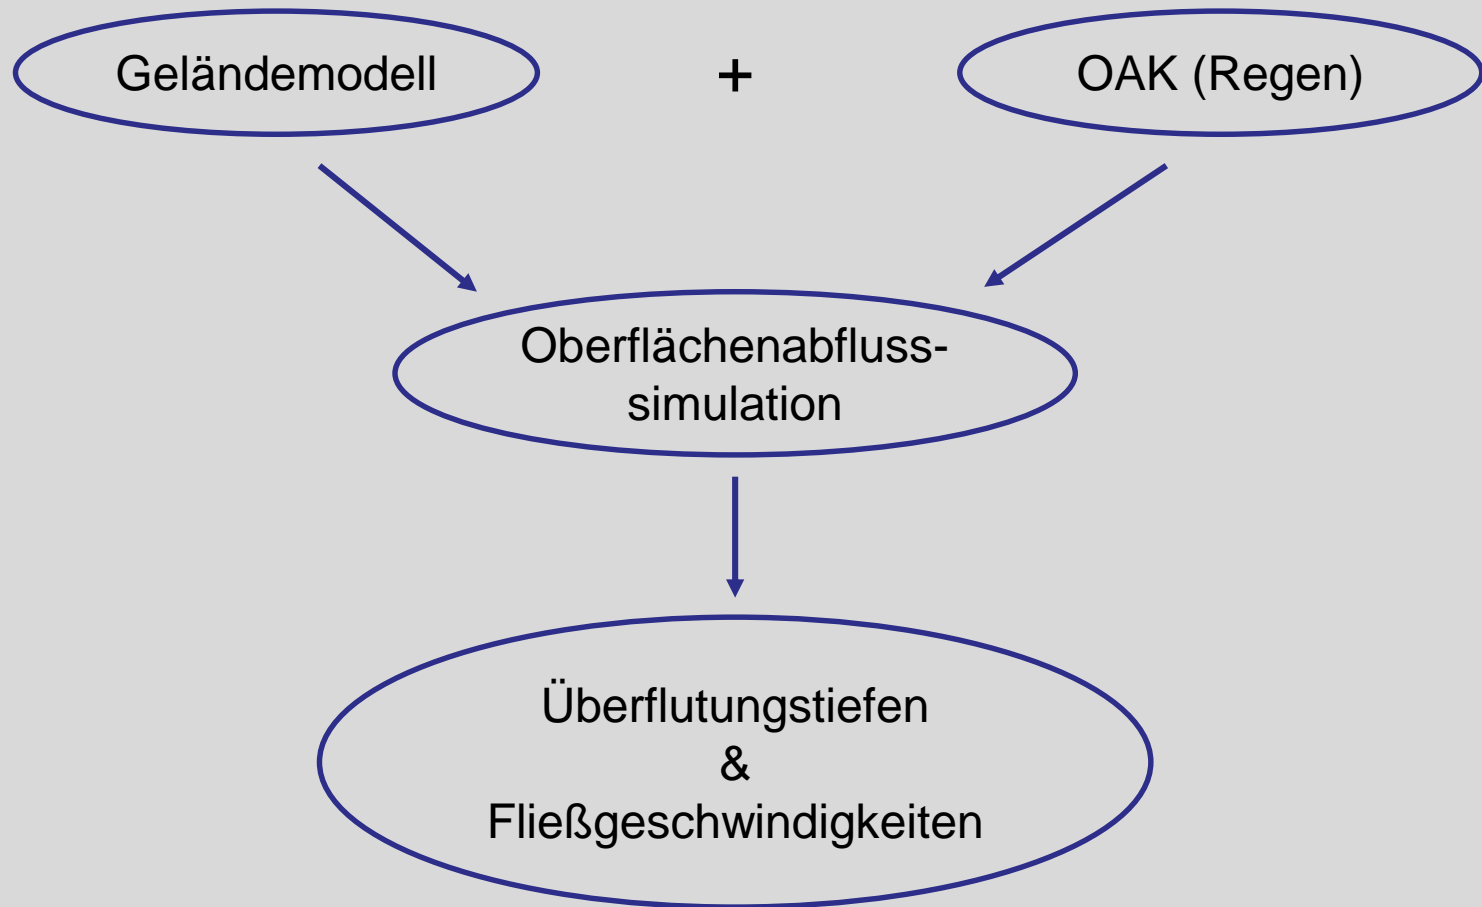 Geländemodell + OAK (Regen)
Oberflächenabfluss-
simulation
Überflutungstiefen
&
Fließgeschwindigkeiten